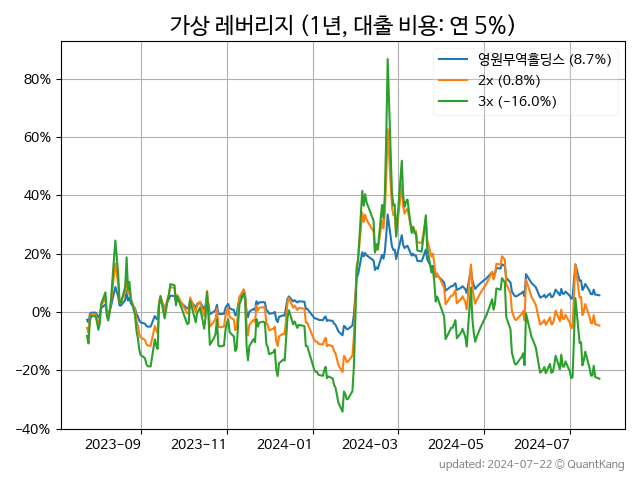 가상 레버리지 (1년, 대출 비용: 연 5%)
영원무역홀딩스 (8.7%)
2x (0.8%)
3x (−16.0%)
80%
60%
40%
20%
0%
−20%
−40%
2023-09
2023-11
2024-01
2024-03
2024-05
2024-07
updated: 2024-07-22 © QuantKang